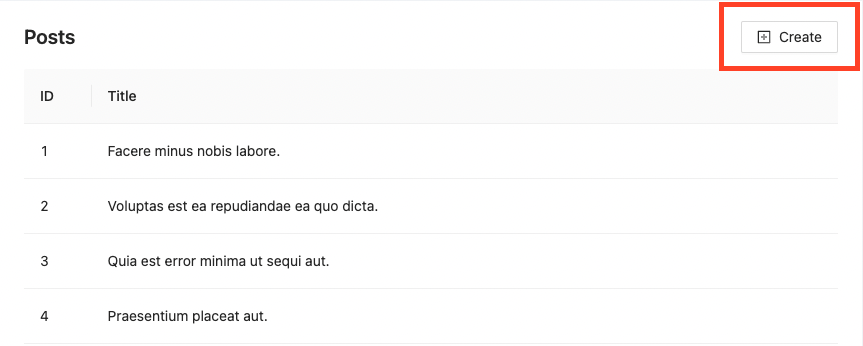 Posts
Create
ID Title
1 Facere minus nobis labore.
2 Voluptas est ea repudiandae ea quo dicta.
3 Quia est error minima ut sequi aut.
4 Praesentium placeat aut.